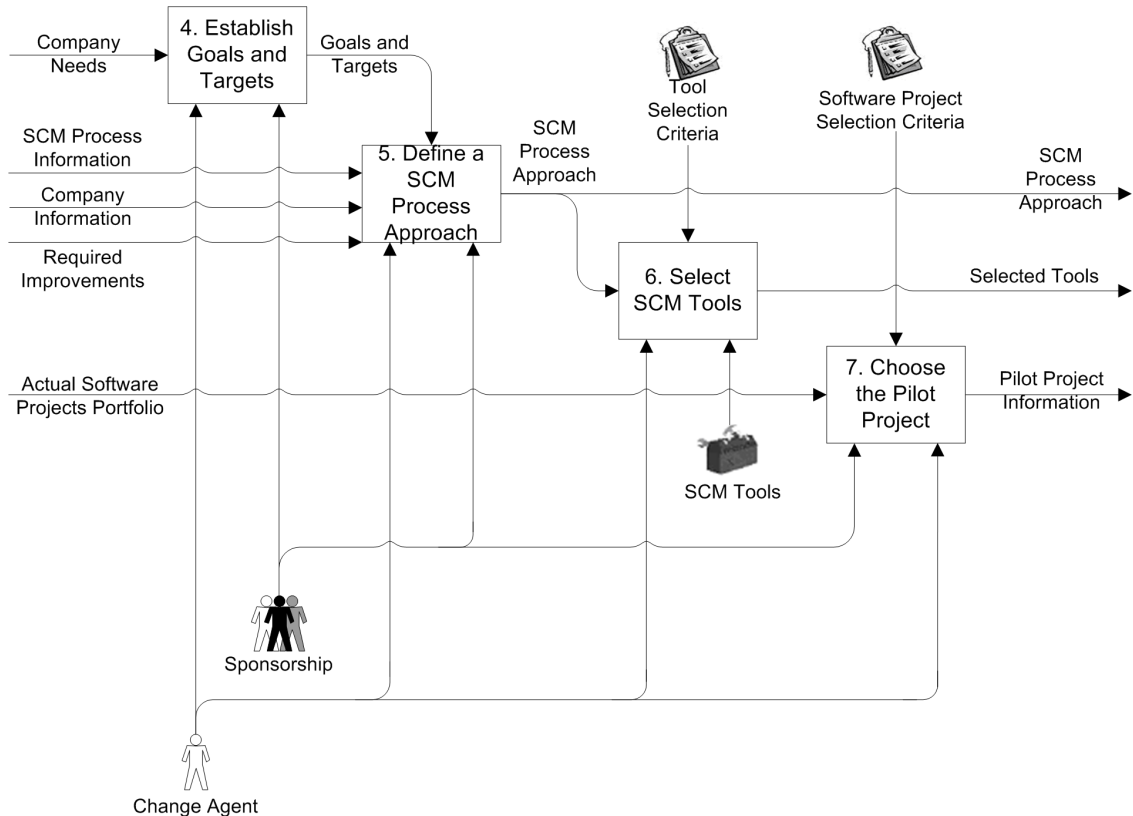 Company
Needs
4. Establish
Goals and
Targets
Goals and
Targets
Tool
Selection
Criteria
Software Project
Selection Criteria
SCM Process
Information
Company
Information
Required
Improvements
5. Define a
SCM
Process
Approach
SCM
Process
Approach
SCM
Process
Approach
6. Select
SCM Tools
Selected Tools
Actual Software
Projects Portfolio
7. Choose
the Pilot
Project
Pilot Project
Information
SCM Tools
Sponsorship
Change Agent